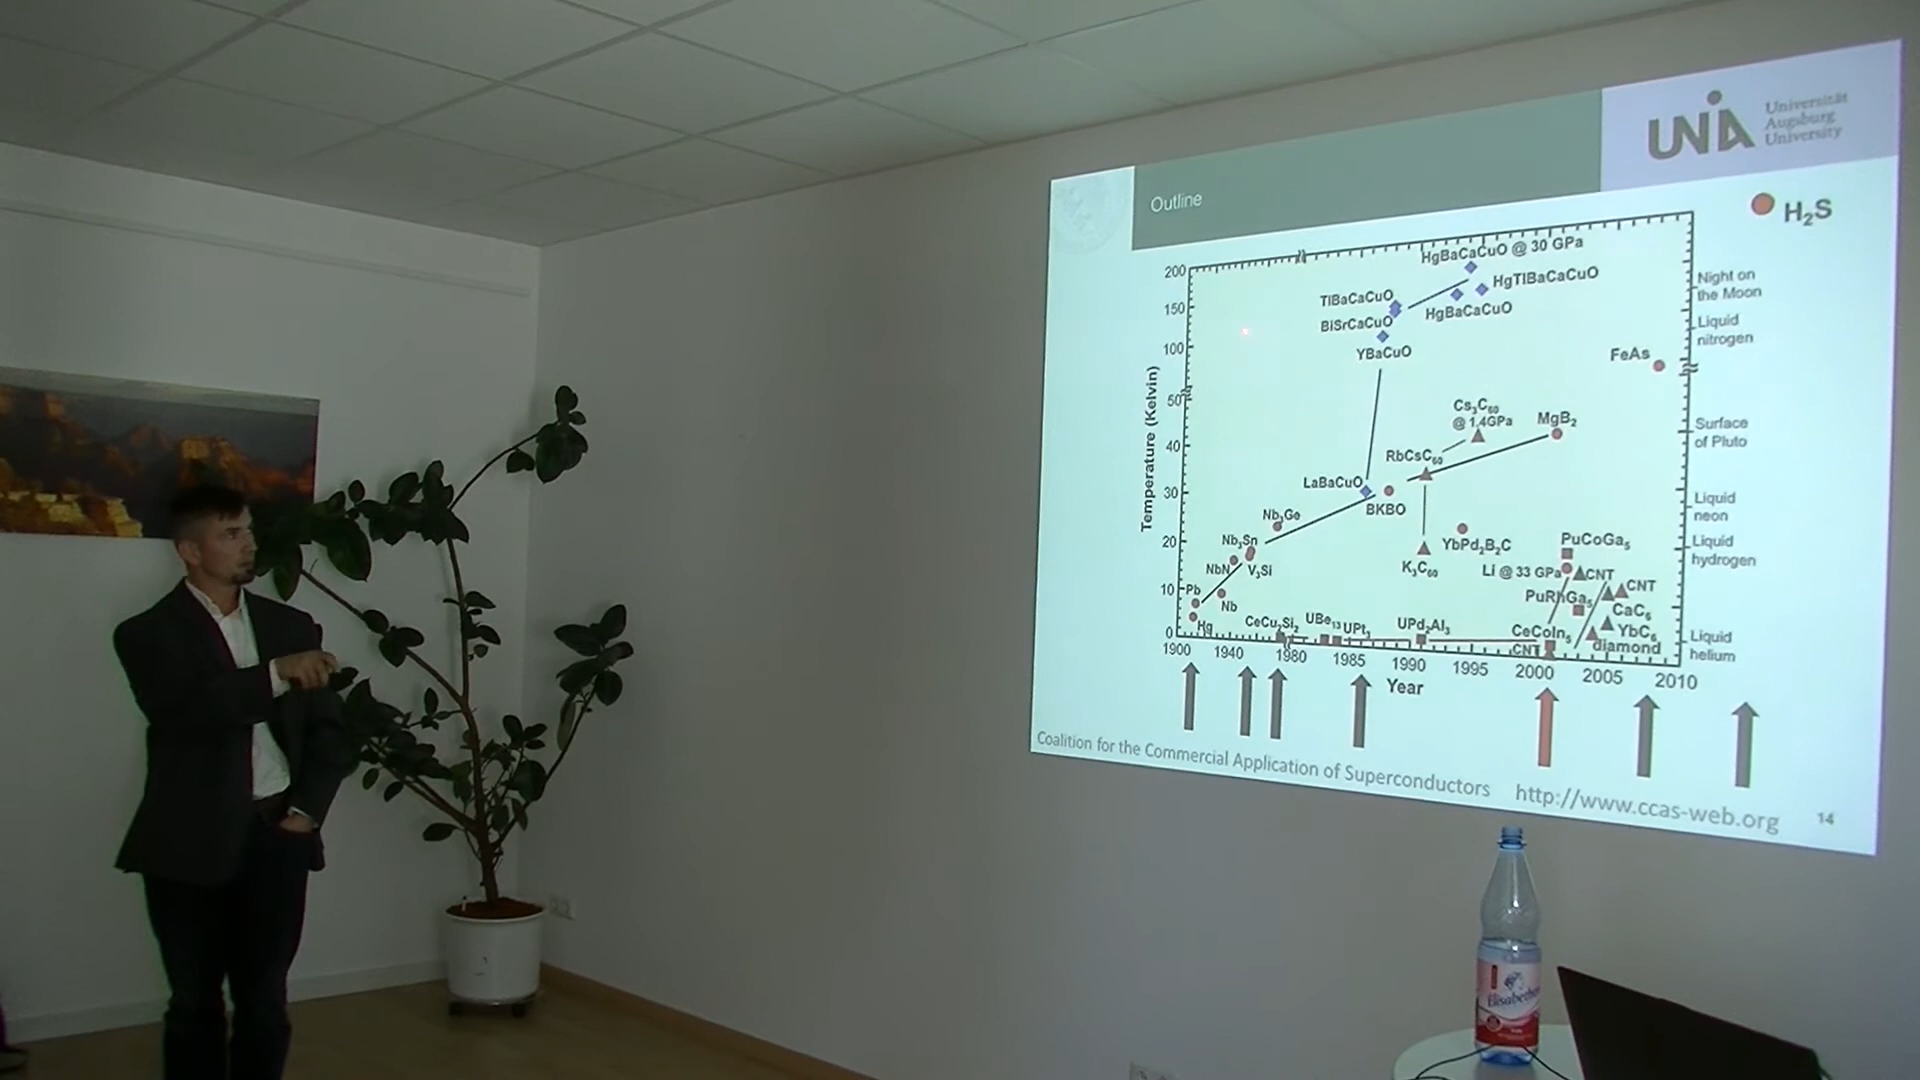 UNIA
Universität
Augsburg
University
Outline
H₂S
HgBaCaCuO @ 30 GPa
HgTlBaCaCuO
TlBaCaCuO
HgBaCaCuO
BiSrCaCuO
YBaCuO
FeAs
Night on
the Moon
Liquid
nitrogen
Surface
of Pluto
Liquid
neon
Liquid
hydrogen
Liquid
helium
Temperature (Kelvin)
200
150
100
50
40
30
20
10
0
Cs₃C₆₀
@ 1.4GPa
MgB₂
RbCsC₆₀
LaBaCuO
BKBO
Nb₃Ge
Nb₃Sn
NbN
V₃Si
YbPd₂B₂C
K₃C₆₀
PuCoGa₅
Li @ 33 GPa
CNT
CNT
PuRhGa₅
CaC₆
Pb
Nb
Hg
CeCu₂Si₂
UBe₁₃
UPt₃
UPd₂Al₃
CeCoIn₅
YbC₆
CNT
diamond
1900
1940
1980
1985
1990
1995
2000
2005
2010
Year
Coalition for the Commercial Application of Superconductors http://www.ccas-web.org
14